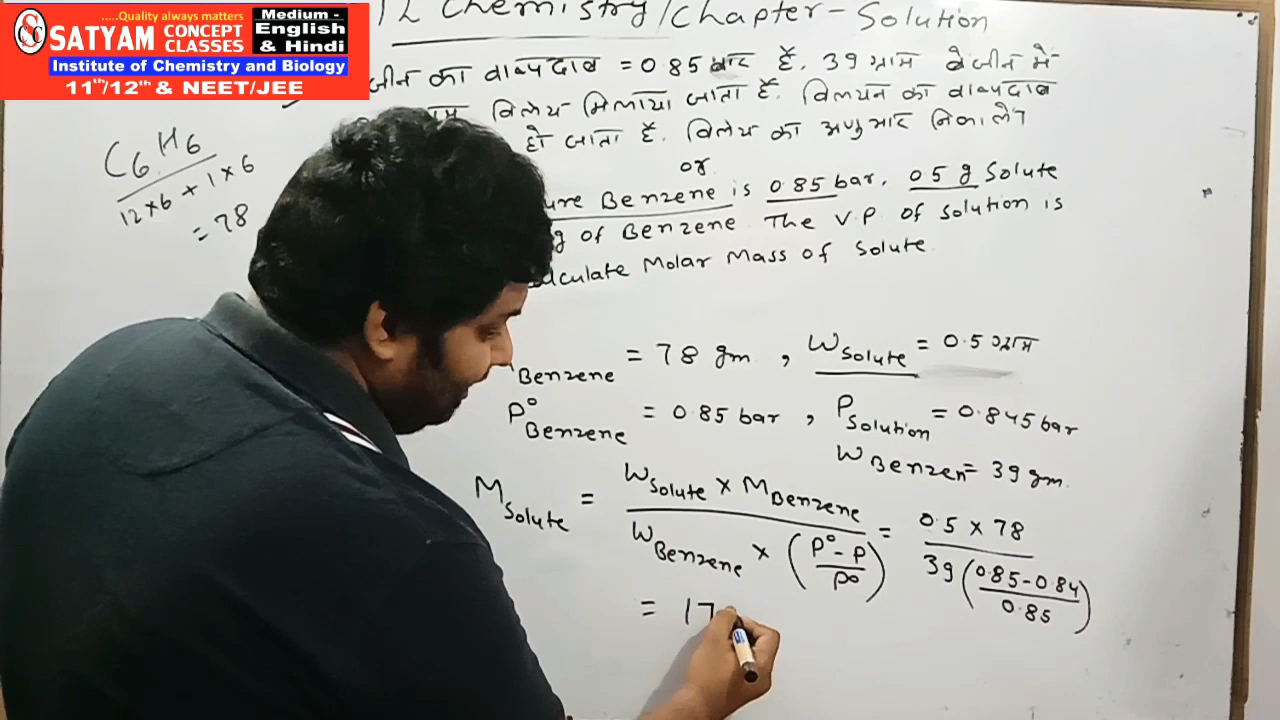 .....Quality always matters
SATYAM CONCEPT CLASSES
Medium - English & Hindi
Institute of Chemistry and Biology
11th/12th & NEET/JEE
12 Chemistry/Chapter - Solution
का वाष्पदाब = 0.85 बार है. 39 ग्राम बेंजीन में
विलेय मिलाया जाता है. विलयन का वाष्पदाब
हो जाता है. विलेय का अणुभार निकालें।
or
Benzene is 0.85 bar. 0.5 g Solute
g of Benzene The V.P. of solution is
Molar Mass of Solute.
C6H6
12×6 + 1×6
= 78
Benzene = 78 gm , W Solute = 0.5 ग्राम
P° Benzene = 0.85 bar , P Solution = 0.845 bar
W Benzen = 39 gm.
M Solute = W Solute × M Benzene / W Benzene × (P° - P / P°) = 0.5 × 78 / 39 (0.85 - 0.84 / 0.85)
= 17